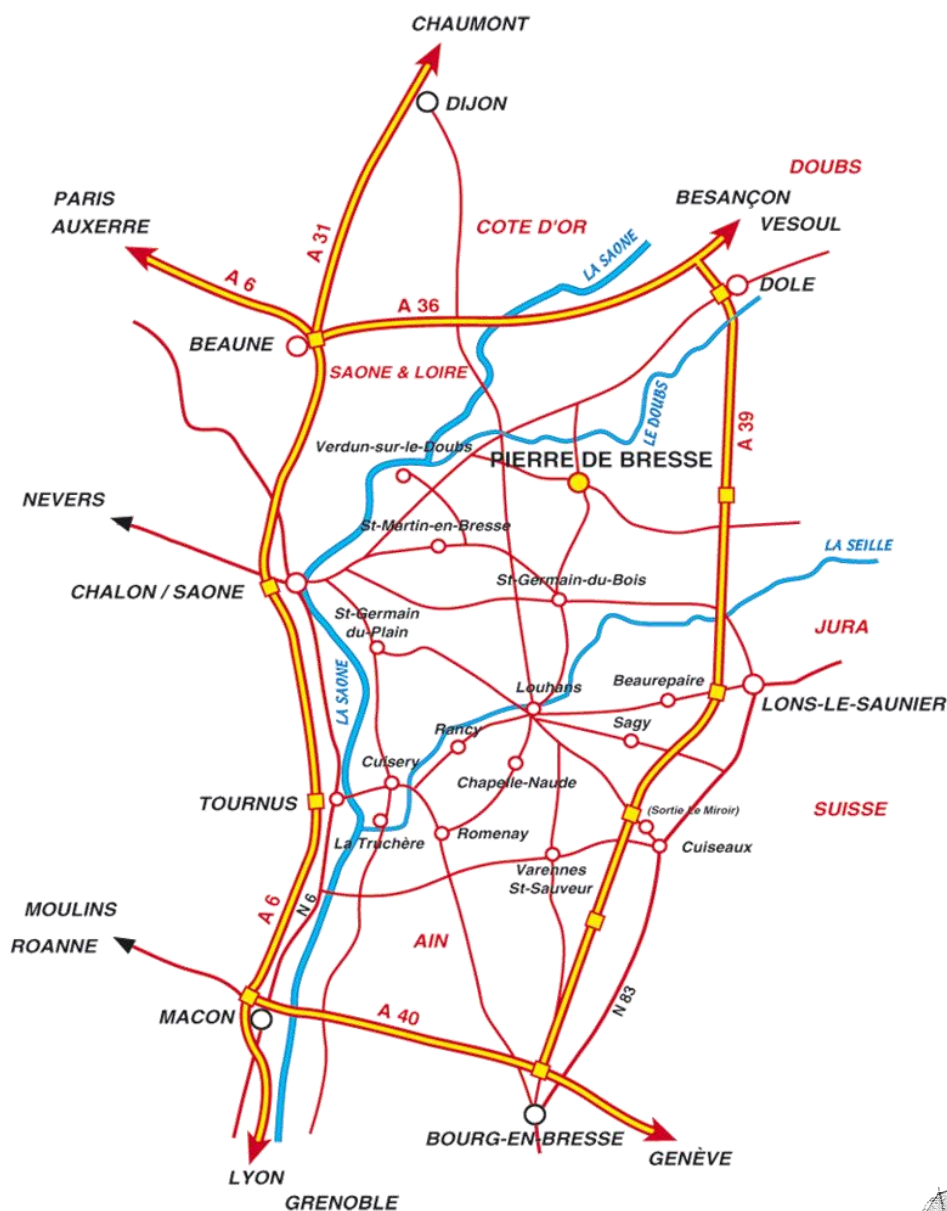 CHAUMONT
DIJON
DOUBS
PARIS
AUXERRE
BESANÇON
VESOUL
COTE D'OR
A 31
LA SAONE
A 6
DOLE
A 36
BEAUNE
SAONE & LOIRE
LE DOUBS
A 39
Verdun-sur-le-Doubs
PIERRE DE BRESSE
NEVERS
St-Martin-en-Bresse
LA SEILLE
CHALON / SAONE
St-Germain-du-Bois
St-Germain
du-Plain
JURA
LA SAONE
Louhans
Beaurepaire
LONS-LE-SAUNIER
Rancy
Sagy
Cuisery
Chapelle-Naude
TOURNUS
(Sortie Le Miroir)
SUISSE
La Truchère
Romenay
Cuiseaux
Varennes
St-Sauveur
A 6
N 6
MOULINS
ROANNE
AIN
N 83
MACON
A 40
BOURG-EN-BRESSE
GENÈVE
LYON
GRENOBLE